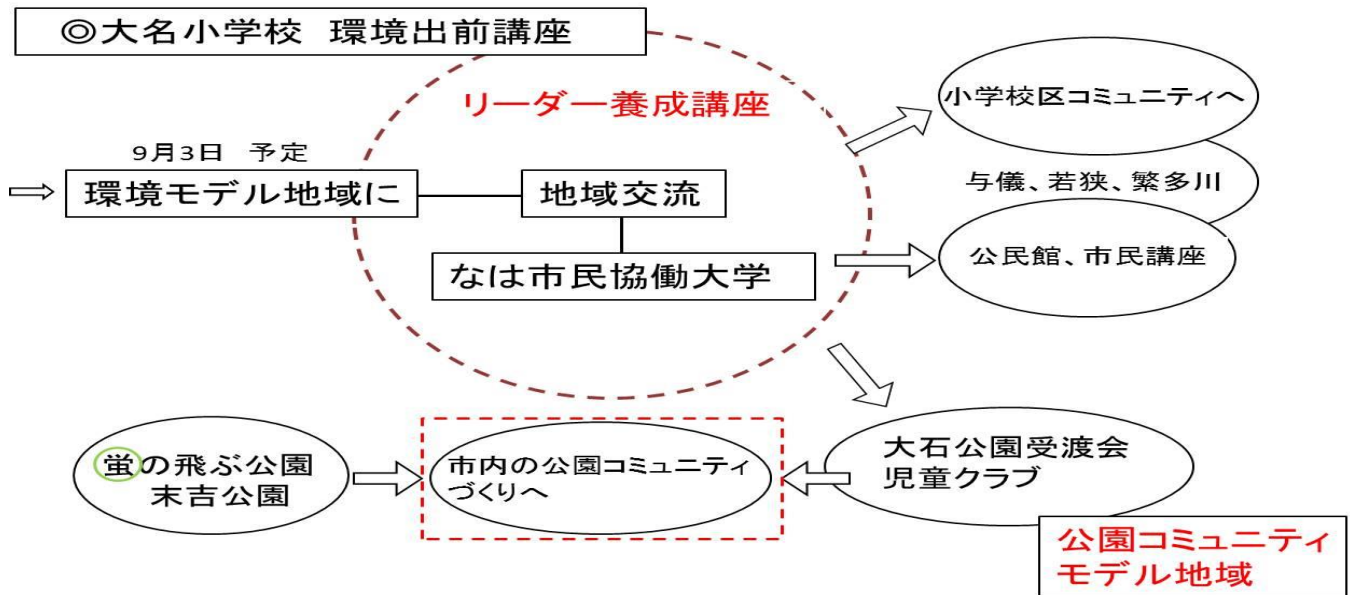 ◎大名小学校 環境出前講座
リーダー養成講座
小学校区コミュニティへ
9月3日 予定
環境モデル地域に
地域交流
与儀、若狭、繁多川
なは市民協働大学
公民館、市民講座
蛍の飛ぶ公園
末吉公園
市内の公園コミュニティ
づくりへ
大石公園受渡会
児童クラブ
公園コミュニティ
モデル地域